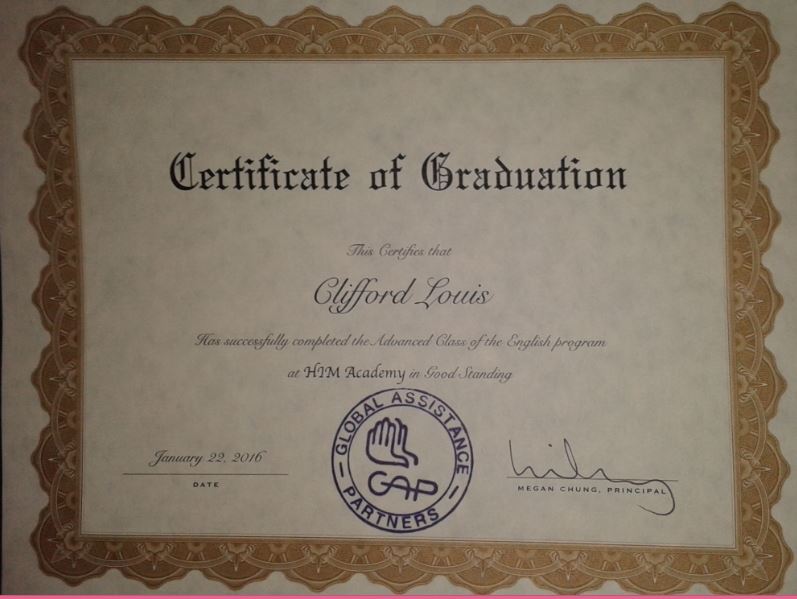 Certificate of Graduation
This Certifies that
Clifford Louis
Has successfully completed the Advanced Class of the English program
at HIM Academy in Good Standing
GLOBAL ASSISTANCE
GAP
PARTNERS
January 22, 2016
DATE
MEGAN CHUNG, PRINCIPAL